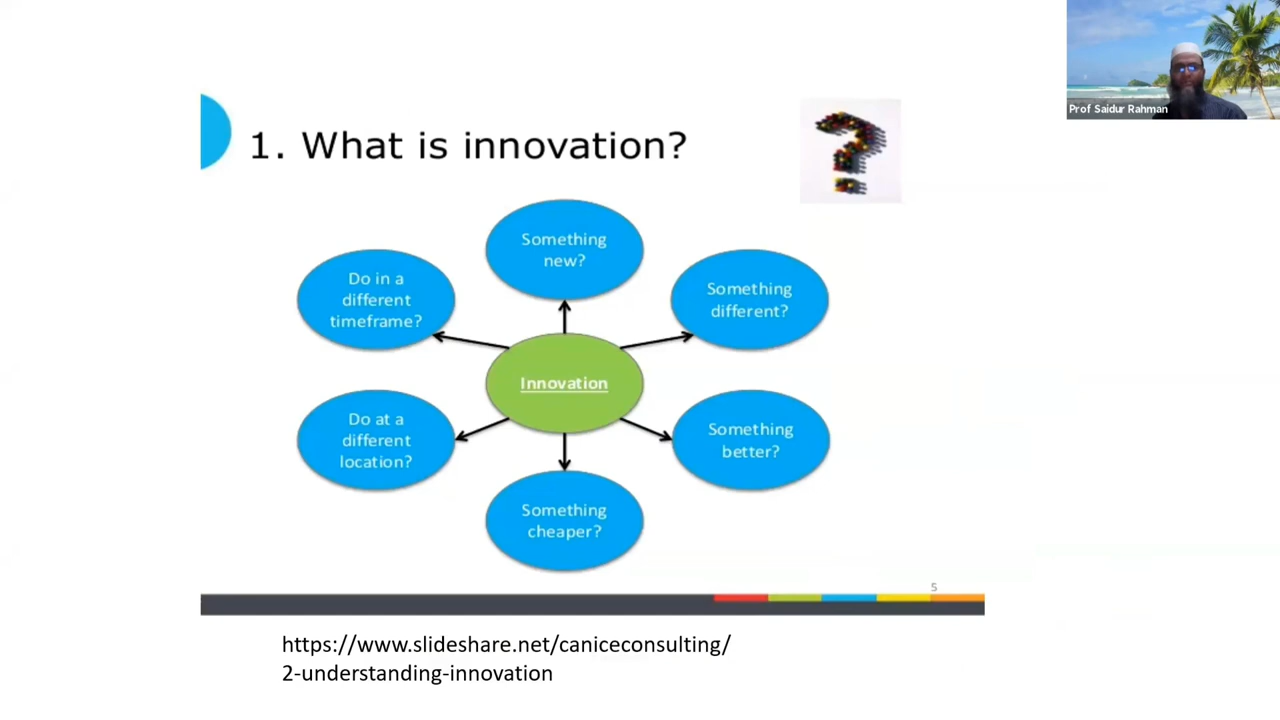 Prof Saidur Rahman
1. What is innovation?
Something
new?
Do in a
different
timeframe?
Something
different?
Innovation
Do at a
different
location?
Something
better?
Something
cheaper?
5
https://www.slideshare.net/caniceconsulting/
2-understanding-innovation